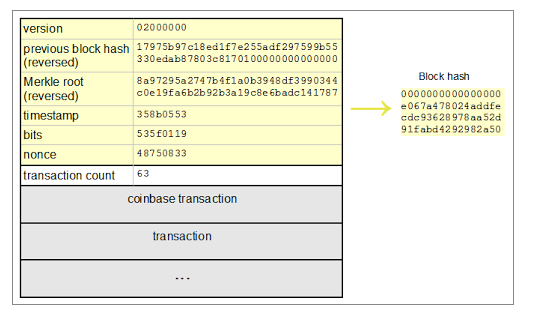 version 02000000
previous block hash 17975b97c18ed1f7e255adf297599b55
(reversed) 330edab87803c8170100000000000000
Merkle root 8a97295a2747b4f1a0b3948df3990344
(reversed) c0e19fa6b2b92b3a19c8e6badc141787
timestamp 358b0553
bits 535f0119
nonce 48750833
transaction count 63
coinbase transaction
transaction
...
Block hash
0000000000000000
e067a478024addfe
cdc93628978aa52d
91fabd4292982a50